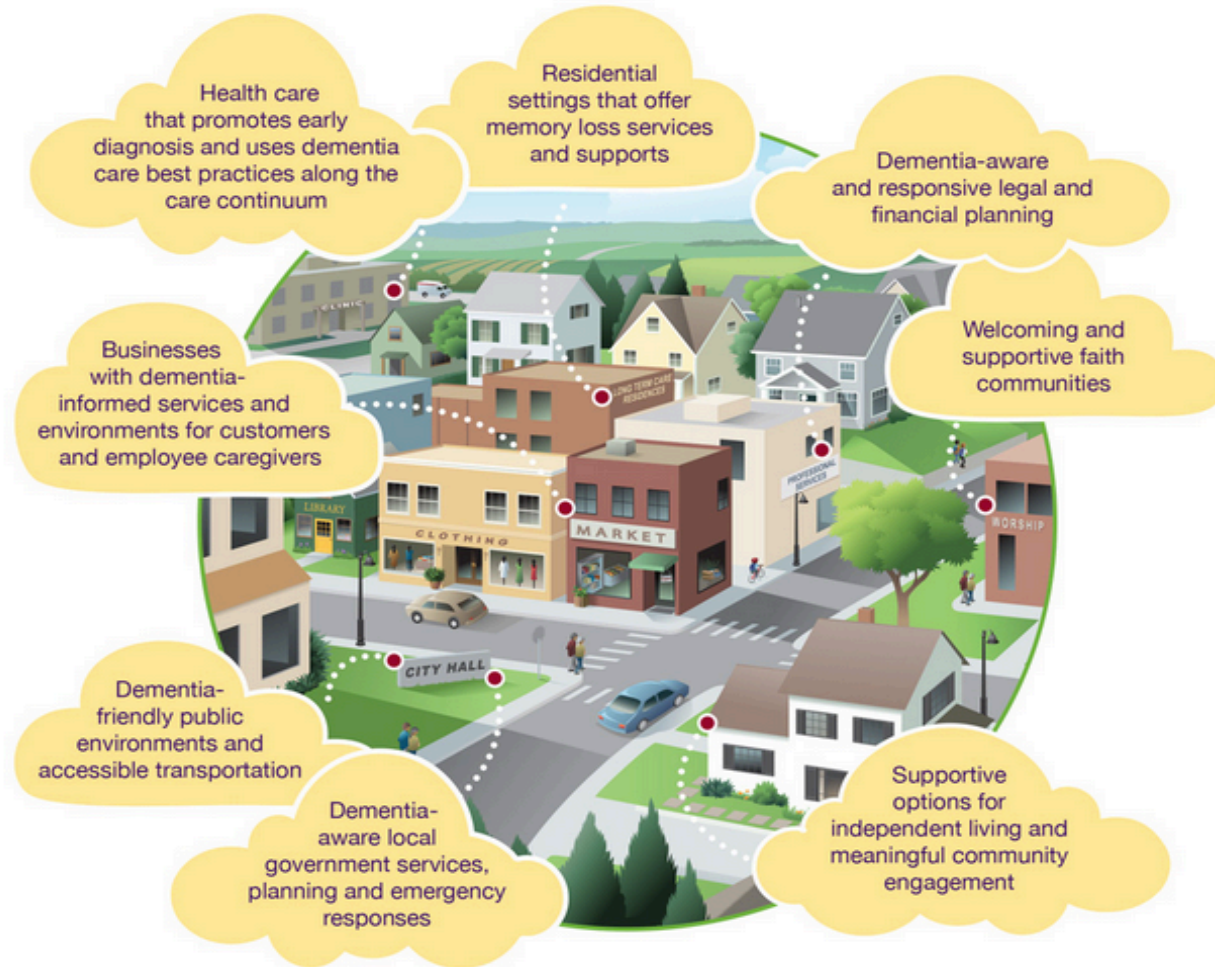 Health care
that promotes early
diagnosis and uses dementia
care best practices along the
care continuum
Residential
settings that offer
memory loss services
and supports
Dementia-aware
and responsive legal and
financial planning
Welcoming and
supportive faith
communities
Businesses
with dementia-
informed services and
environments for customers
and employee caregivers
CLINIC
LONG TERM CARE
RESIDENCES
PROFESSIONAL
SERVICES
LIBRARY
CLOTHING
MARKET
WORSHIP
CITY HALL
Dementia-
friendly public
environments and
accessible transportation
Dementia-
aware local
government services,
planning and emergency
responses
Supportive
options for
independent living and
meaningful community
engagement